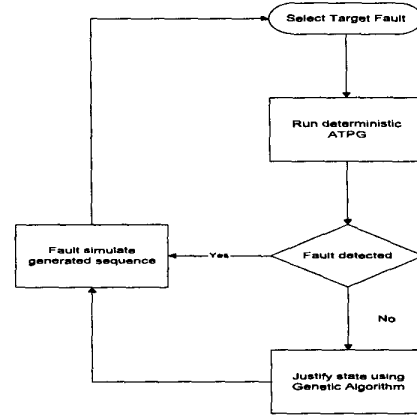 Select Target Fault
Run deterministic
ATPG
Fault detected
Yes
Fault simulate
generated sequence
No
Justify state using
Genetic Algorithm